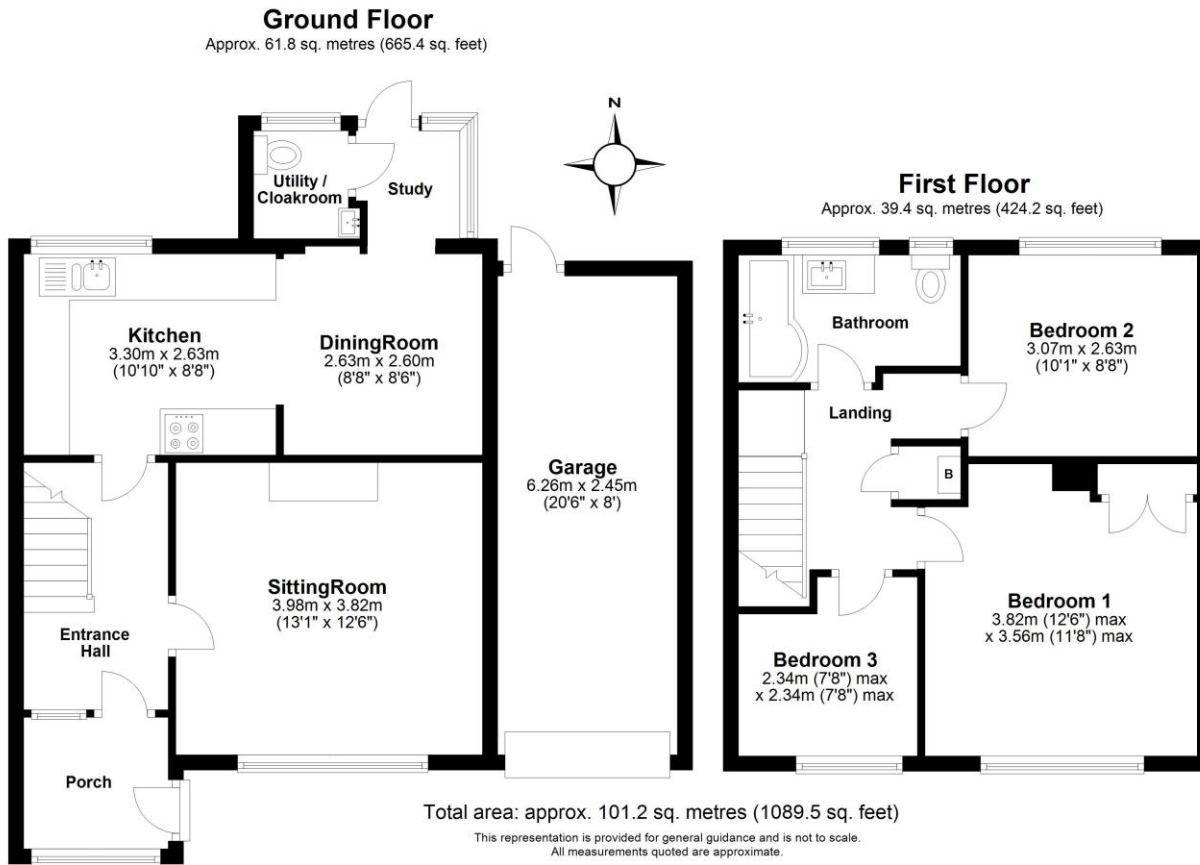 Ground Floor
Approx. 61.8 sq. metres (665.4 sq. feet)
N
Utility /
Cloakroom
Study
Kitchen
3.30m x 2.63m
(10'10" x 8'8")
DiningRoom
2.63m x 2.60m
(8'8" x 8'6")
Garage
6.26m x 2.45m
(20'6" x 8')
SittingRoom
3.98m x 3.82m
(13'1" x 12'6")
Entrance
Hall
Porch
First Floor
Approx. 39.4 sq. metres (424.2 sq. feet)
Bathroom
Bedroom 2
3.07m x 2.63m
(10'1" x 8'8")
Landing
B
Bedroom 1
3.82m (12'6") max
x 3.56m (11'8") max
Bedroom 3
2.34m (7'8") max
x 2.34m (7'8") max
Total area: approx. 101.2 sq. metres (1089.5 sq. feet)
This representation is provided for general guidance and is not to scale.
All measurements quoted are approximate.